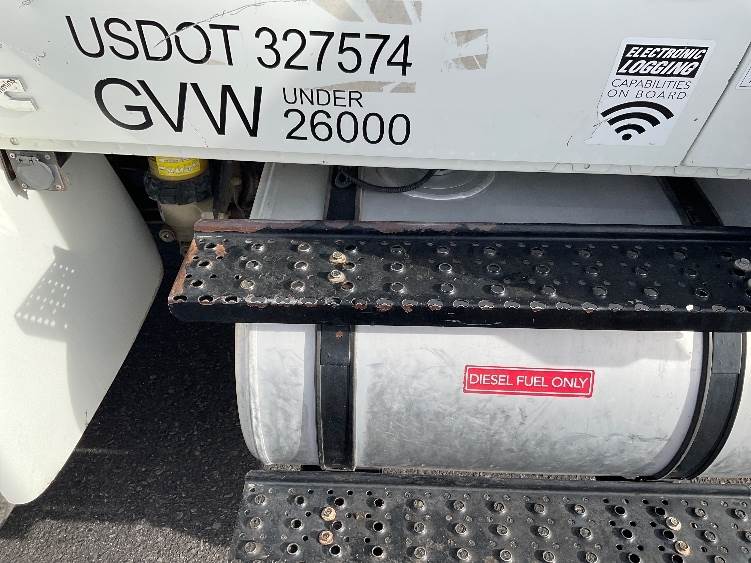 USDOT 327574
GVW UNDER 26000
ELECTRONIC
LOGGING
CAPABILITIES
ON BOARD
DIESEL FUEL ONLY